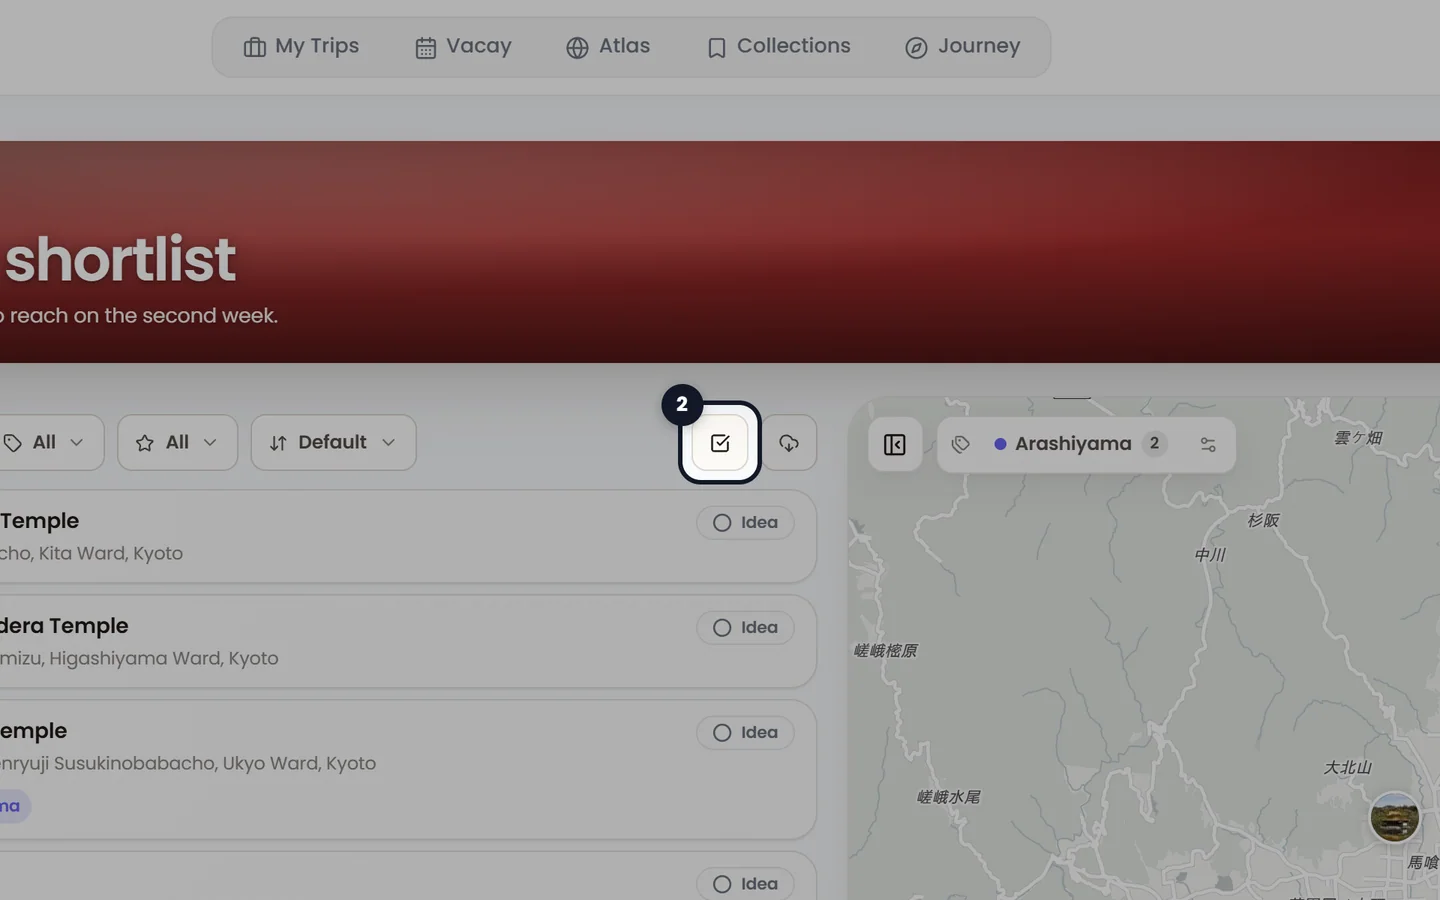 My Trips
Vacay
Atlas
Collections
Journey
shortlist
o reach on the second week.
All
All
Default
2
Arashiyama 2
Temple
cho, Kita Ward, Kyoto
Idea
dera Temple
mizu, Higashiyama Ward, Kyoto
Idea
emple
enryuji Susukinobabacho, Ukyo Ward, Kyoto
ma
Idea
Idea
雲ケ畑
杉阪
中川
嵯峨樒原
大北山
嵯峨水尾
馬喰